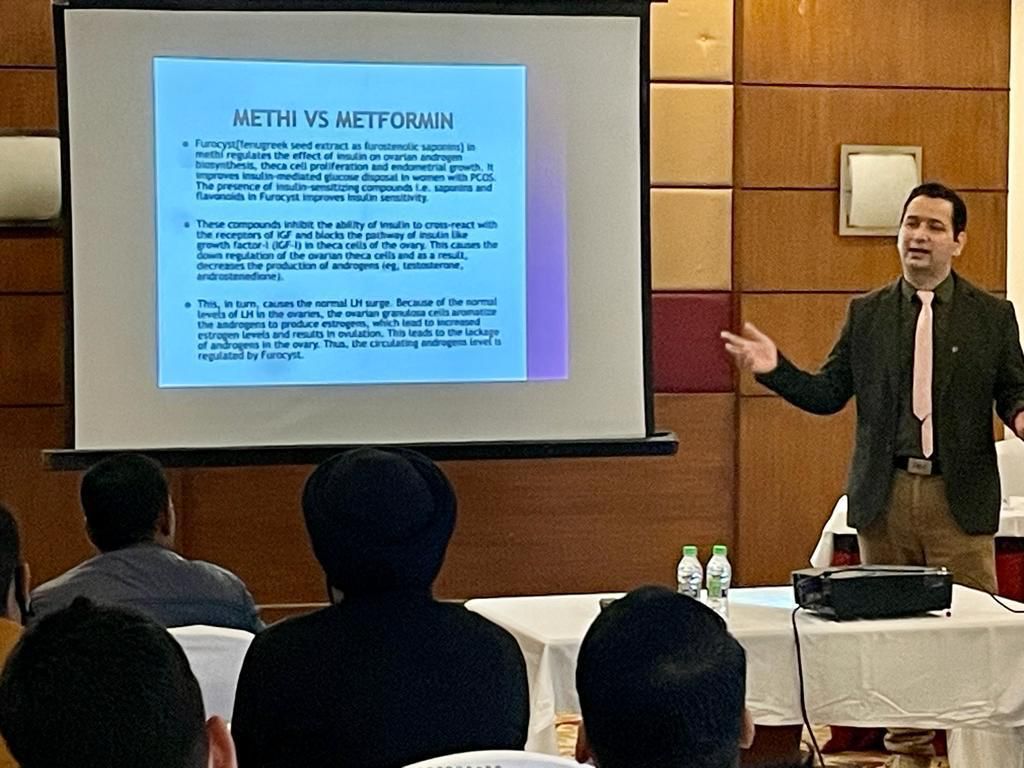 METHI VS METFORMIN
Furocyst(fenugreek seed extract as furostenolic saponins) in
methi regulates the effect of insulin on ovarian androgen
biosynthesis, theca cell proliferation and endometrial growth. It
improves insulin-mediated glucose disposal in women with PCOS.
The presence of insulin-sensitizing compounds i.e. saponins and
flavonoids in Furocyst improves insulin sensitivity.
These compounds inhibit the ability of insulin to cross-react with
the receptors of IGF and blocks the pathway of insulin like
growth factor-I (IGF-I) in theca cells of the ovary. This causes the
down regulation of the ovarian theca cells and as a result,
decreases the production of androgens (eg, testosterone,
androstenedione).
This, in turn, causes the normal LH surge. Because of the normal
levels of LH in the ovaries, the ovarian granulosa cells aromatize
the androgens to produce estrogens, which lead to increased
estrogen levels and results in ovulation. This leads to the lackage
of androgens in the ovary. Thus, the circulating androgens level is
regulated by Furocyst.